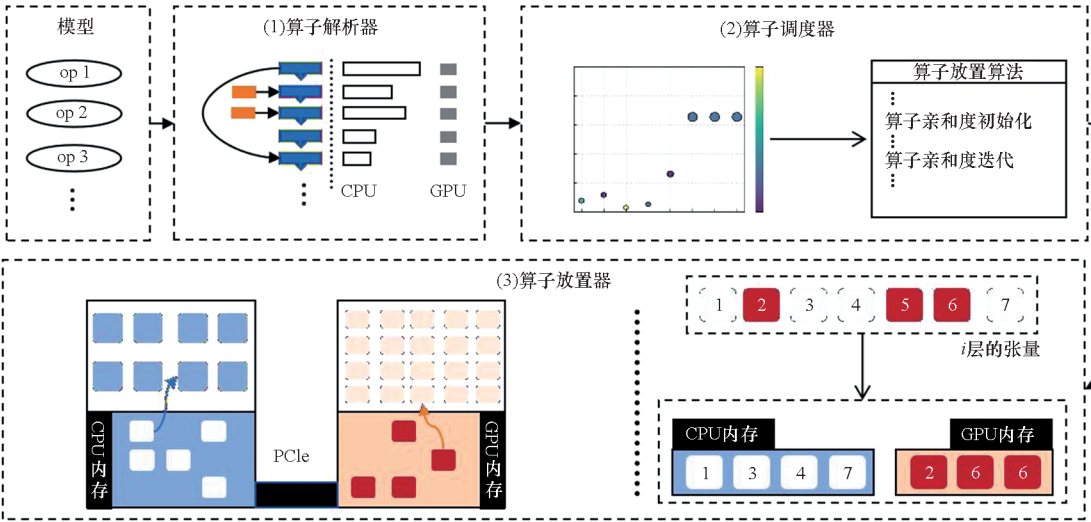 模型
op 1
op 2
op 3
(1)算子解析器
CPU
GPU
(2)算子调度器
算子放置算法
算子亲和度初始化
算子亲和度迭代
(3)算子放置器
CPU内存
PCle
GPU内存
1 2 3 4 5 6 7
i层的张量
CPU内存
GPU内存
1 3 4 7
2 6 6